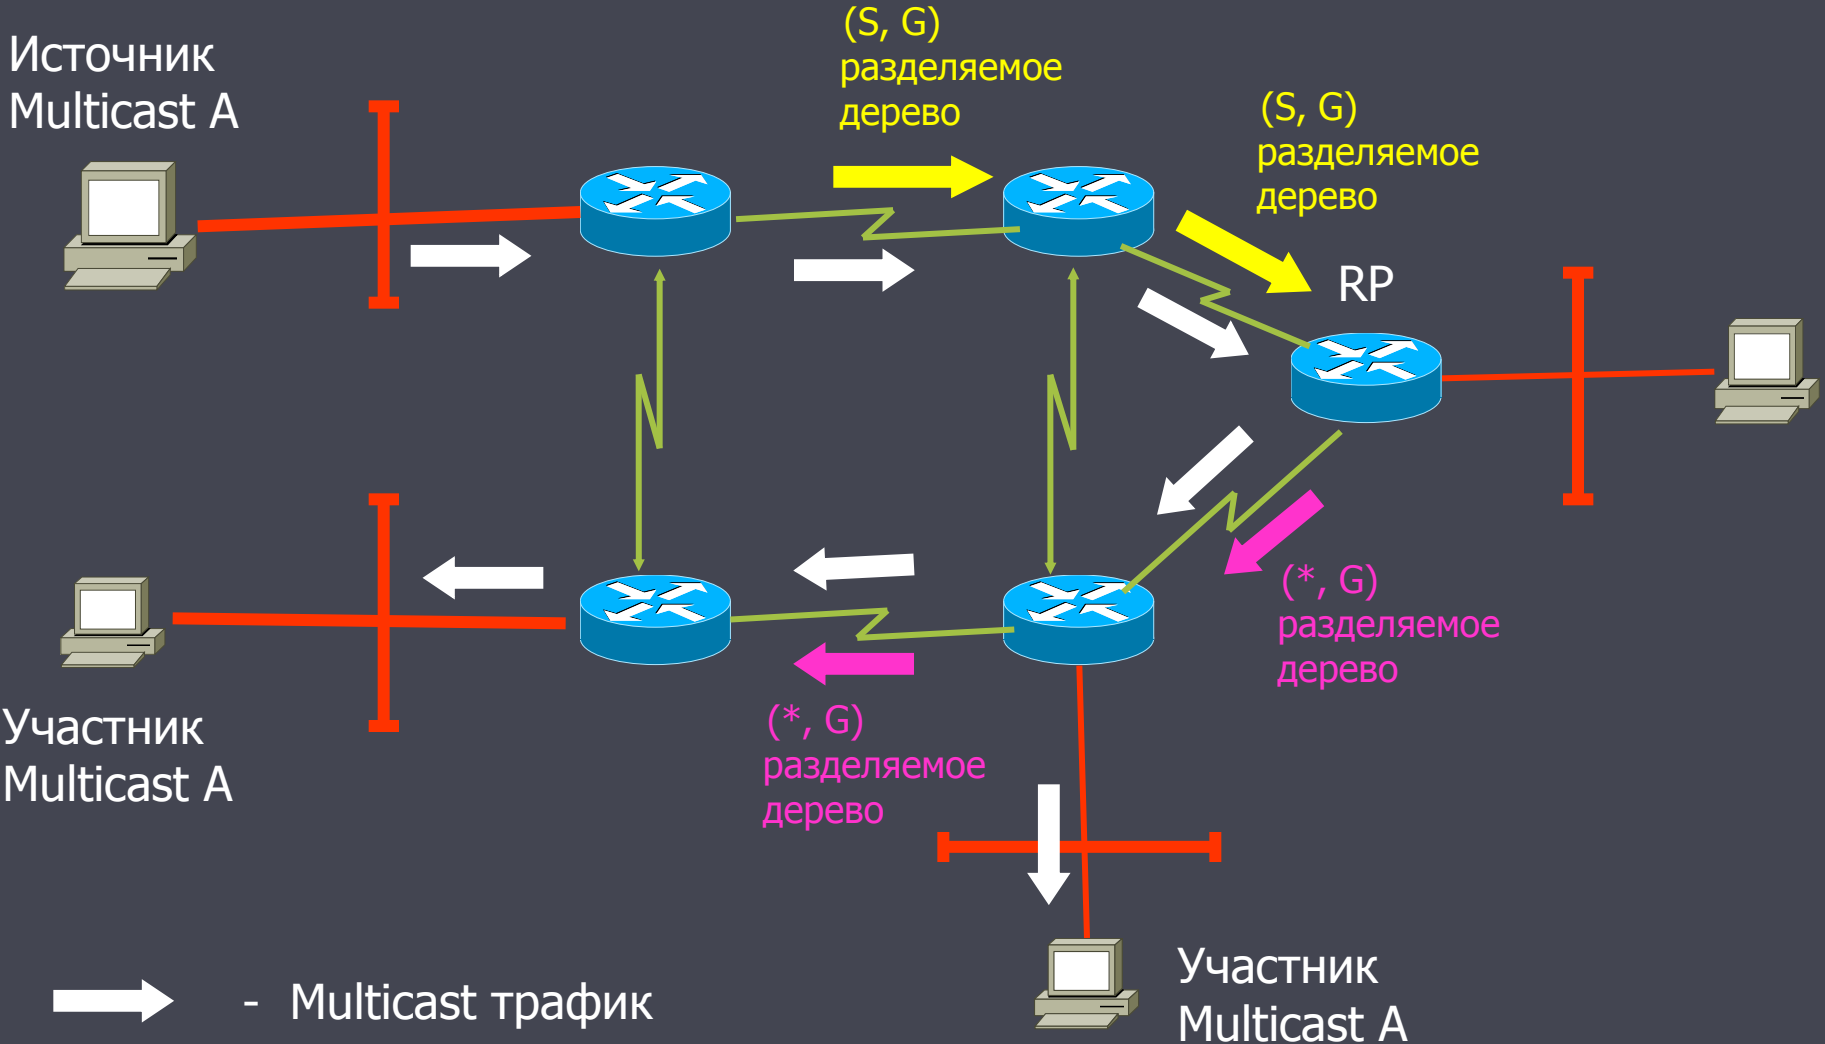 Источник
Multicast A
(S, G)
разделяемое
дерево
(S, G)
разделяемое
дерево
RP
(*, G)
разделяемое
дерево
(*, G)
разделяемое
дерево
Участник
Multicast A
Участник
Multicast A
- Multicast трафик